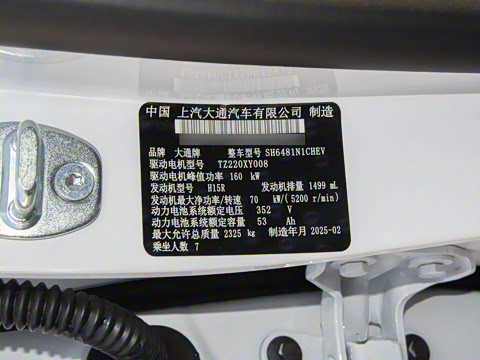 中国 上汽大通汽车有限公司 制造
品牌 大通牌 整车型号 SH6481N1CHEV
驱动电机型号 TZ220XY008
驱动电机峰值功率 160 kW
发动机型号 H15R 发动机排量 1499 mL
发动机最大净功率/转速 70 kW/(5200 r/min)
动力电池系统额定电压 352 V
动力电池系统额定容量 53 Ah
最大允许总质量 2325 kg 制造年月 2025-02
乘坐人数 7